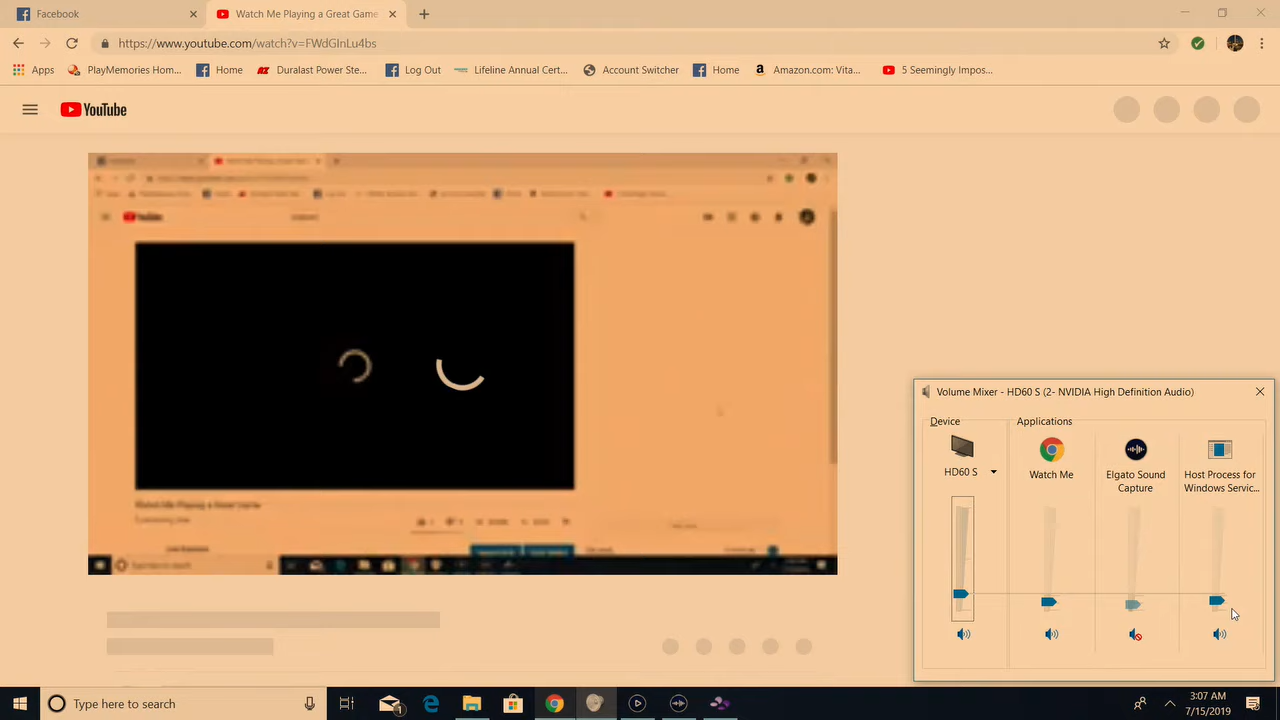 Facebook
Watch Me Playing a Great Game
https://www.youtube.com/watch?v=FWdGInLu4bs
Apps
PlayMemories Hom...
Home
Duralast Power Ste...
Log Out
Lifeline Annual Cert...
Account Switcher
Home
Amazon.com: Vita...
5 Seemingly Impos...
YouTube
Volume Mixer - HD60 S (2- NVIDIA High Definition Audio)
Device
Applications
HD60 S
Watch Me
Elgato Sound
Capture
Host Process for
Windows Servic...
Type here to search
1
3:07 AM
7/15/2019